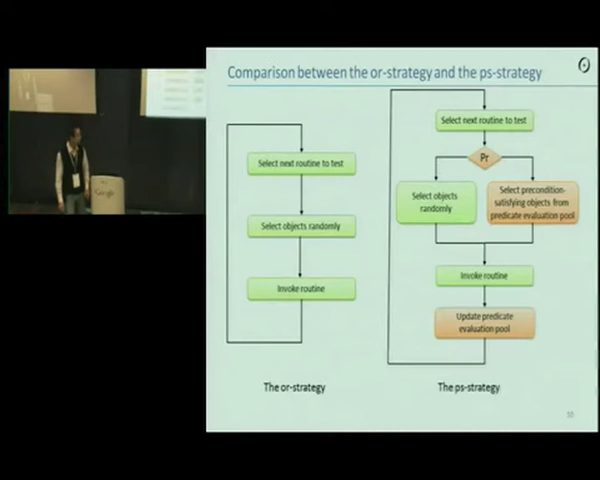 Comparison between the or-strategy and the ps-strategy
Select next routine to test
Select objects randomly
Invoke routine
The or-strategy
Select next routine to test
Pr
Select objects
randomly
Select precondition-
satisfying objects from
predicate evaluation pool
Invoke routine
Update predicate
evaluation pool
The ps-strategy
Google